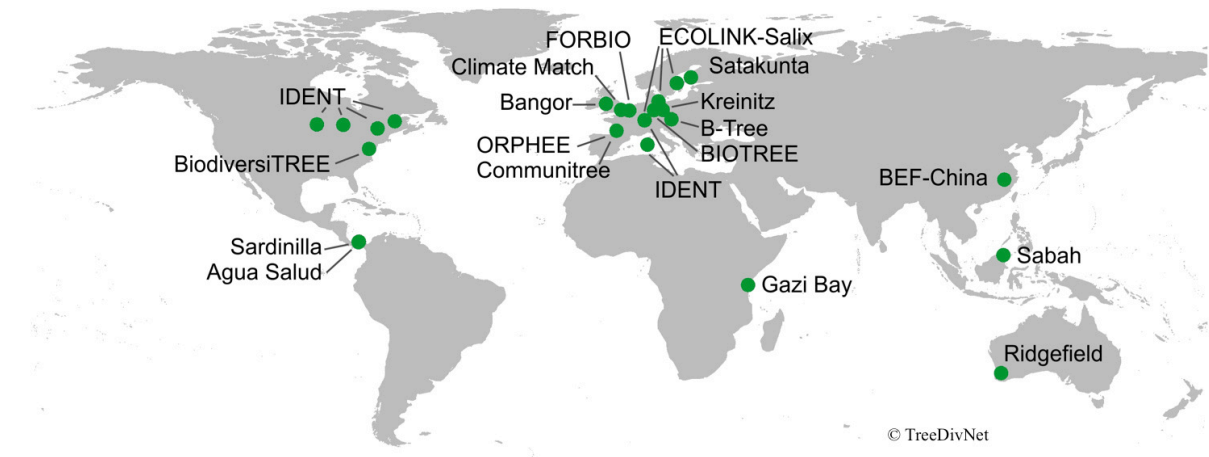 FORBIO
ECOLINK-Salix
Climate Match
Satakunta
IDENT
Bangor
Kreinitz
B-Tree
ORPHEE
BIOTREE
BiodiversiTREE
Communitree
IDENT
BEF-China
Sardinilla
Agua Salud
Sabah
Gazi Bay
Ridgefield
© TreeDivNet